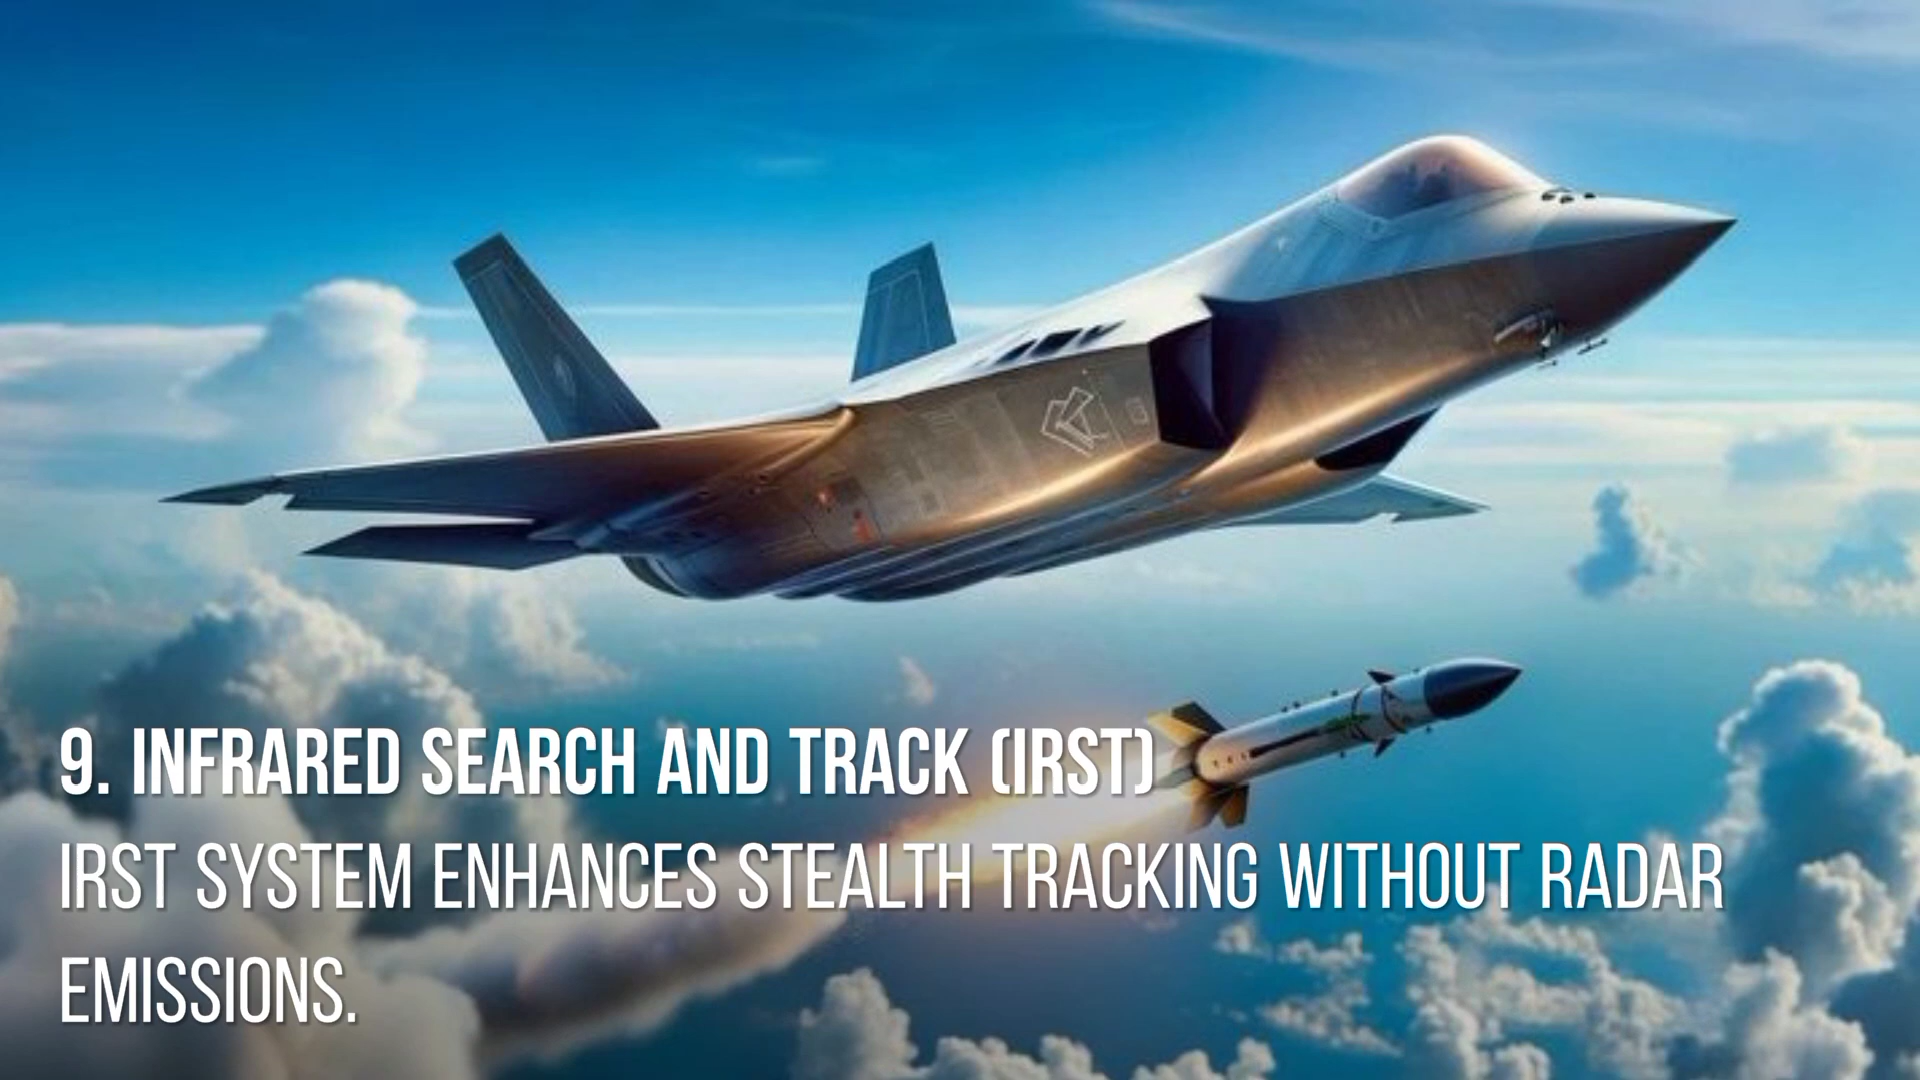 9. INFRARED SEARCH AND TRACK (IRST)
IRST SYSTEM ENHANCES STEALTH TRACKING WITHOUT RADAR
EMISSIONS.